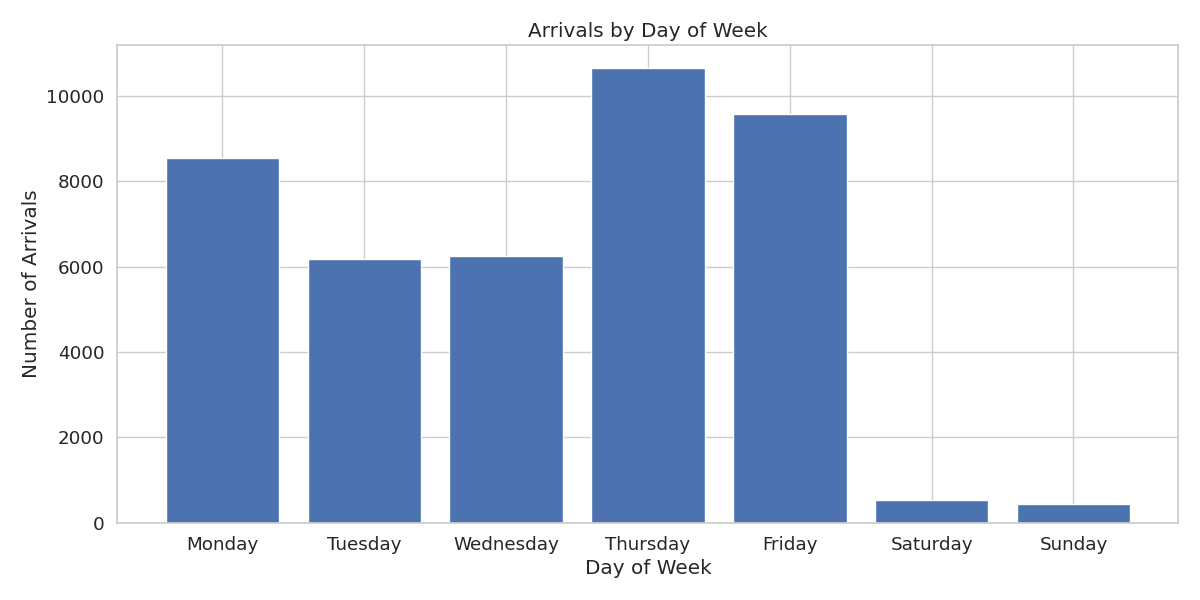 Arrivals by Day of Week
Number of Arrivals
10000
8000
6000
4000
2000
0
Monday Tuesday Wednesday Thursday Friday Saturday Sunday
Day of Week